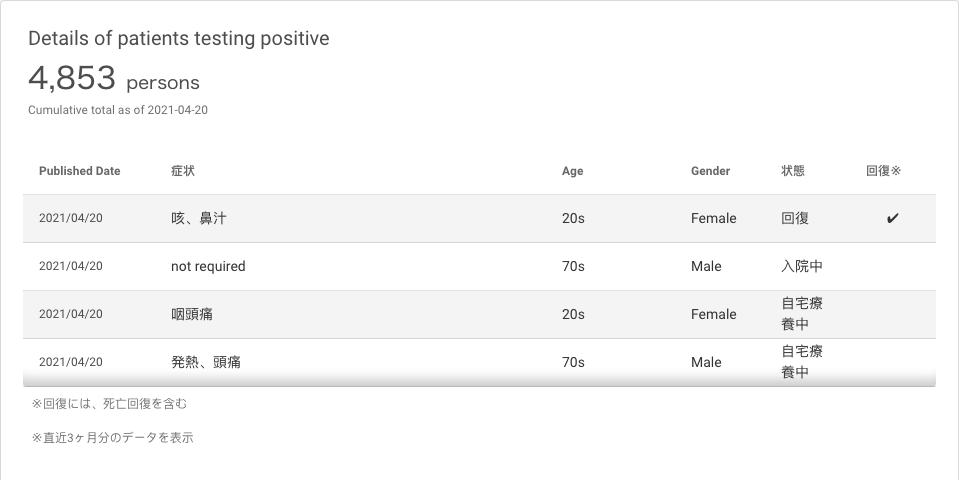 Details of patients testing positive
4,853 persons
Cumulative total as of 2021-04-20
Published Date 症状 Age Gender 状態 回復※
2021/04/20 咳、鼻汁 20s Female 回復 ✔
2021/04/20 not required 70s Male 入院中
2021/04/20 咽頭痛 20s Female 自宅療
養中
2021/04/20 発熱、頭痛 70s Male 自宅療
養中
※回復には、死亡回復を含む
※直近3ヶ月分のデータを表示